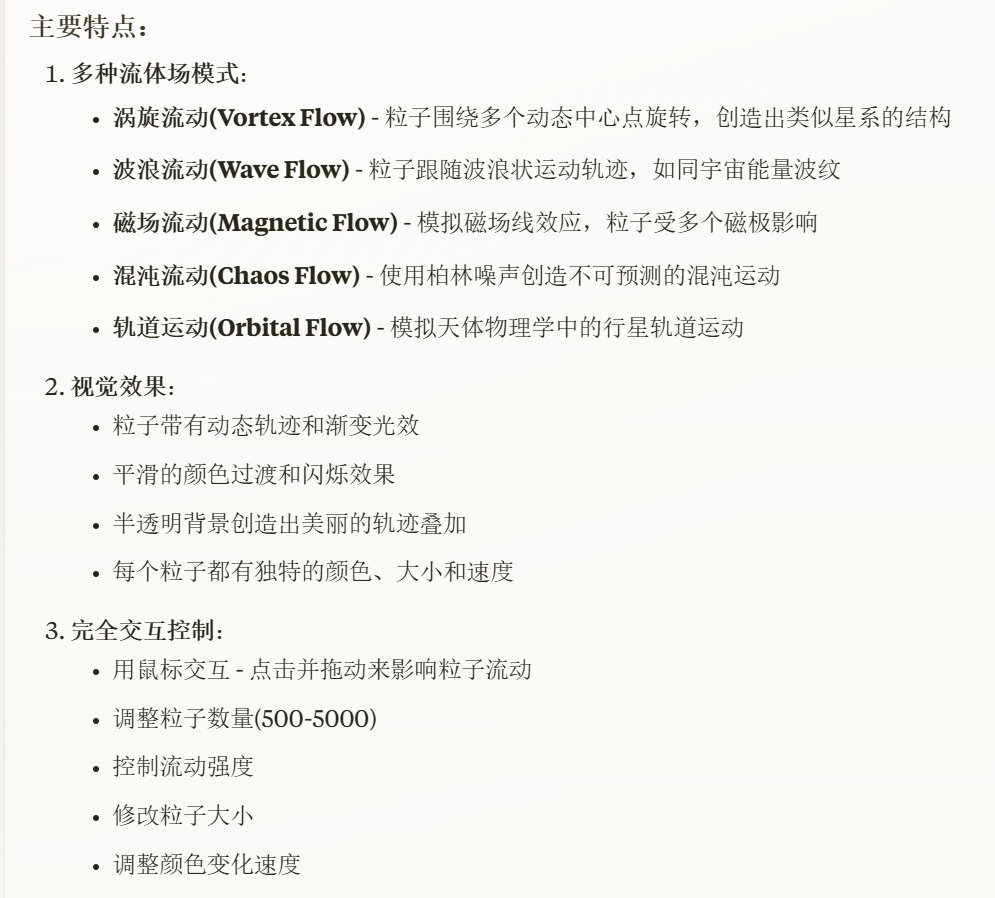 主要特点：
1. 多种流体场模式：
• 涡旋流动(Vortex Flow) - 粒子围绕多个动态中心点旋转，创造出类似星系的结构
• 波浪流动(Wave Flow) - 粒子跟随波浪状运动轨迹，如同宇宙能量波纹
• 磁场流动(Magnetic Flow) - 模拟磁场线效应，粒子受多个磁极影响
• 混沌流动(Chaos Flow) - 使用柏林噪声创造不可预测的混沌运动
• 轨道运动(Orbital Flow) - 模拟天体物理学中的行星轨道运动
2. 视觉效果：
• 粒子带有动态轨迹和渐变光效
• 平滑的颜色过渡和闪烁效果
• 半透明背景创造出美丽的轨迹叠加
• 每个粒子都有独特的颜色、大小和速度
3. 完全交互控制：
• 用鼠标交互 - 点击并拖动来影响粒子流动
• 调整粒子数量(500-5000)
• 控制流动强度
• 修改粒子大小
• 调整颜色变化速度